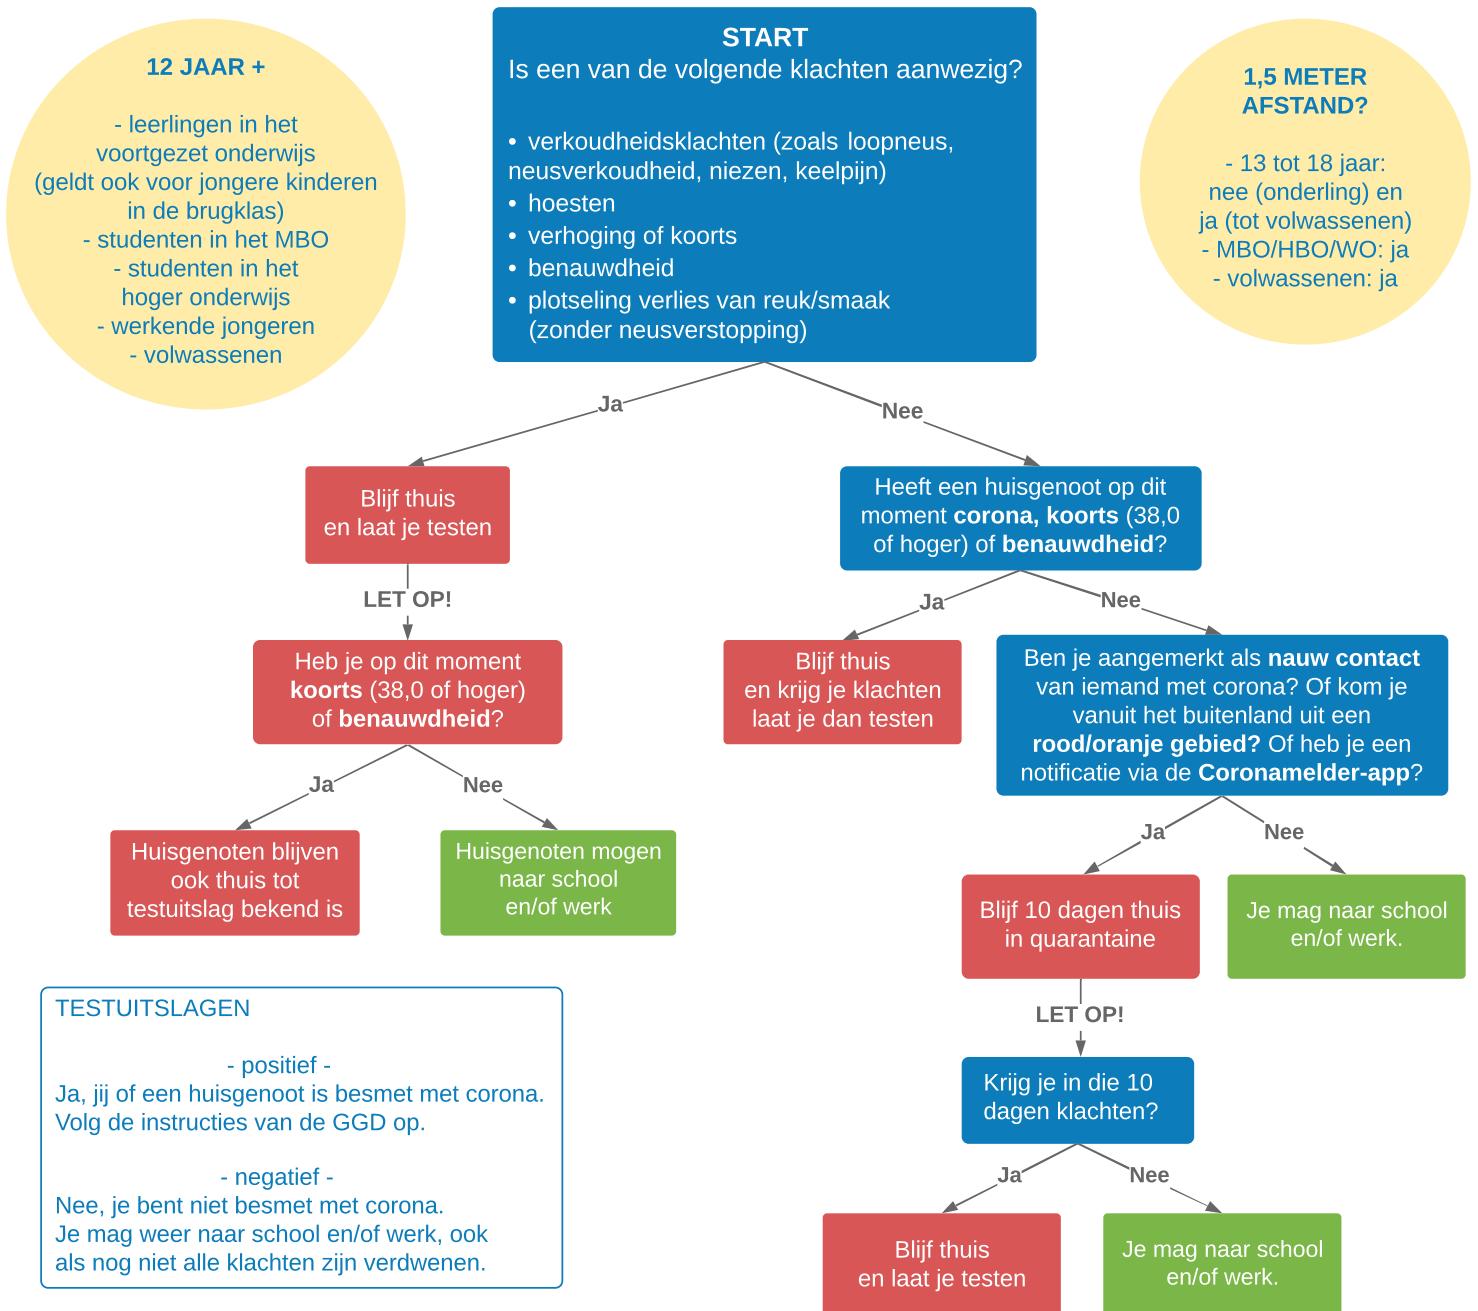 12 JAAR +
- leerlingen in het
voortgezet onderwijs
(geldt ook voor jongere kinderen
in de brugklas)
- studenten in het MBO
- studenten in het
hoger onderwijs
- werkende jongeren
- volwassenen
START
Is een van de volgende klachten aanwezig?
• verkoudheidsklachten (zoals loopneus,
neusverkoudheid, niezen, keelpijn)
• hoesten
• verhoging of koorts
• benauwdheid
• plotseling verlies van reuk/smaak
(zonder neusverstopping)
1,5 METER
AFSTAND?
- 13 tot 18 jaar:
nee (onderling) en
ja (tot volwassenen)
- MBO/HBO/WO: ja
- volwassenen: ja
Ja
Nee
Blijf thuis
en laat je testen
LET OP!
Heb je op dit moment
koorts (38,0 of hoger)
of benauwdheid?
Ja
Nee
Huisgenoten blijven
ook thuis tot
testuitslag bekend is
Huisgenoten mogen
naar school
en/of werk
Heeft een huisgenoot op dit
moment corona, koorts (38,0
of hoger) of benauwdheid?
Ja
Nee
Blijf thuis
en krijg je klachten
laat je dan testen
Ben je aangemerkt als nauw contact
van iemand met corona? Of kom je
vanuit het buitenland uit een
rood/oranje gebied? Of heb je een
notificatie via de Coronamelder-app?
Ja
Nee
Blijf 10 dagen thuis
in quarantaine
Je mag naar school
en/of werk.
LET OP!
Krijg je in die 10
dagen klachten?
Ja
Nee
Blijf thuis
en laat je testen
Je mag naar school
en/of werk.
TESTUITSLAGEN
- positief -
Ja, jij of een huisgenoot is besmet met corona.
Volg de instructies van de GGD op.
- negatief -
Nee, je bent niet besmet met corona.
Je mag weer naar school en/of werk, ook
als nog niet alle klachten zijn verdwenen.